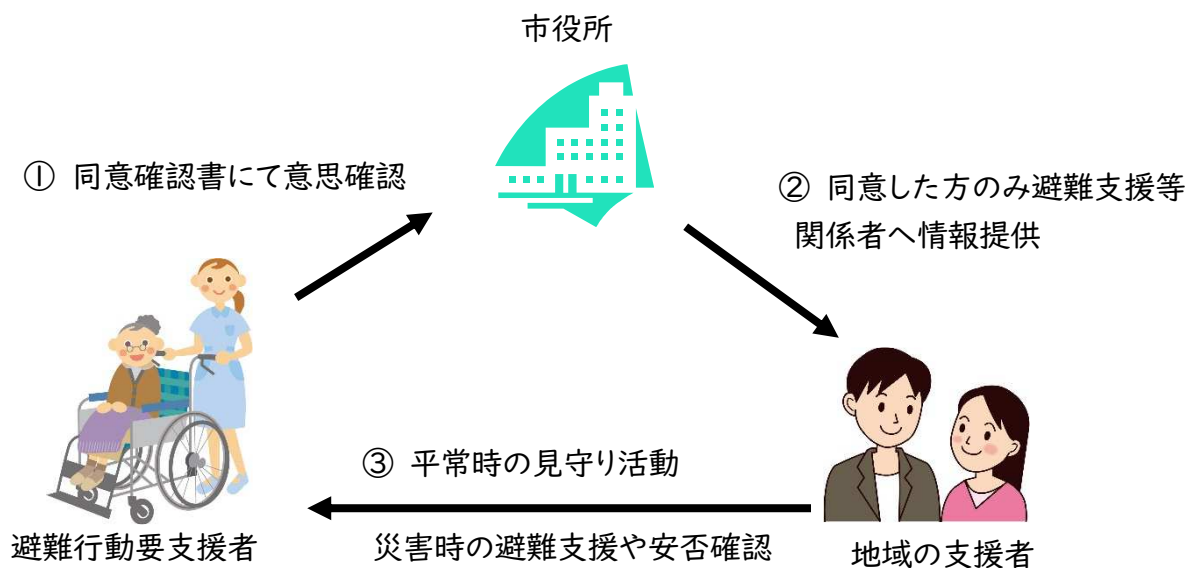 市役所
① 同意確認書にて意思確認
② 同意した方のみ避難支援等
関係者へ情報提供
③ 平常時の見守り活動
災害時の避難支援や安否確認
避難行動要支援者
地域の支援者